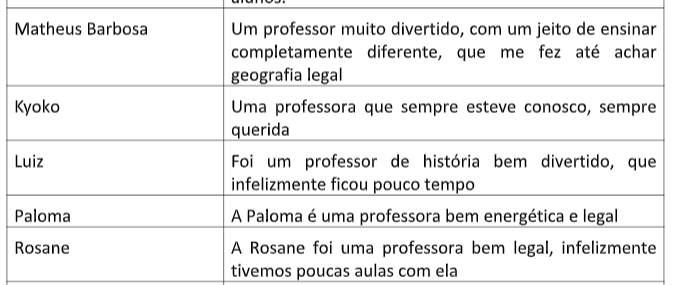 alunos.
Matheus Barbosa
Um professor muito divertido, com um jeito de ensinar
completamente diferente, que me fez até achar
geografia legal
Kyoko
Uma professora que sempre esteve conosco, sempre
querida
Luiz
Foi um professor de história bem divertido, que
infelizmente ficou pouco tempo
Paloma
A Paloma é uma professora bem energética e legal
Rosane
A Rosane foi uma professora bem legal, infelizmente
tivemos poucas aulas com ela